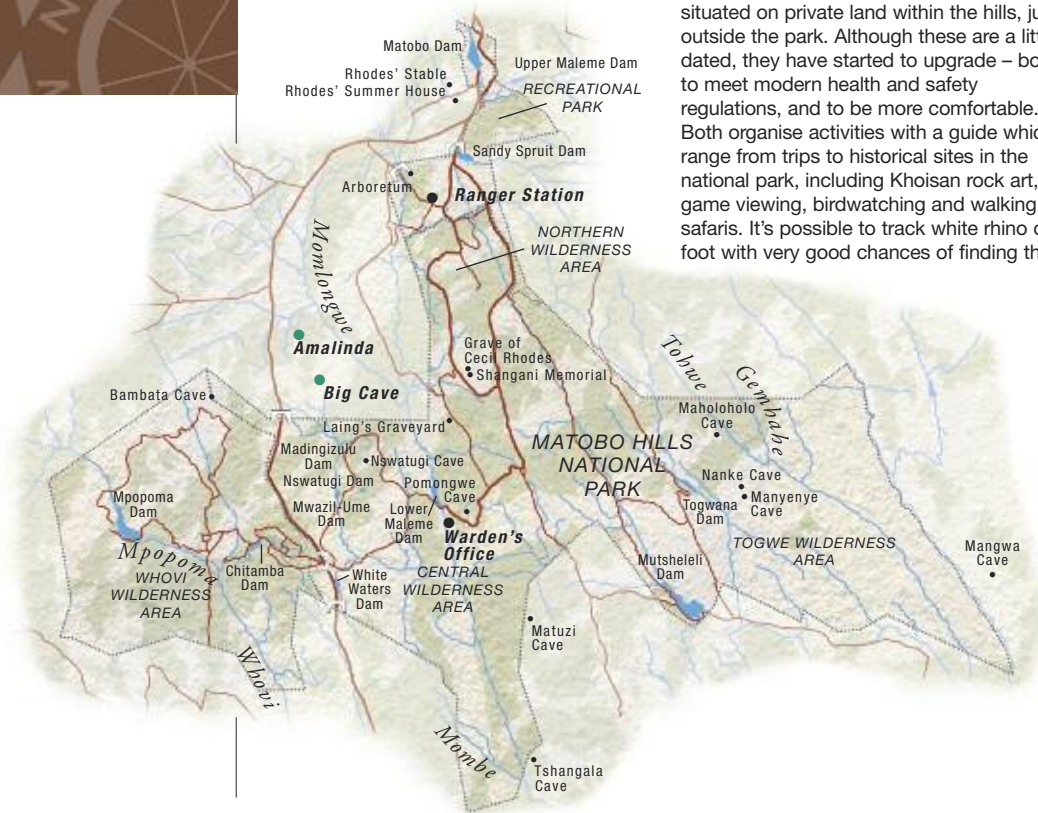 situated on private land within the hills,
outside the park. Although these are a
dated, they have started to upgrade –
to meet modern health and safety
regulations, and to be more comfortable.
Both organise activities with a guide
range from trips to historical sites in the
national park, including Khoisan rock art,
game viewing, birdwatching and walking
safaris. It's possible to track white rhino
foot with very good chances of finding
Matobo Dam
Upper Maleme Dam
Rhodes' Stable
Rhodes' Summer House
RECREATIONAL
PARK
Sandy Spruit Dam
Arboretum
Ranger Station
Momlongwe
NORTHERN
WILDERNESS
AREA
Amalinda
Grave of
Cecil Rhodes
Shangani Memorial
Big Cave
Tohwe
Gembabe
Bambata Cave
Maholoholo
Cave
Laing's Graveyard
MATOBO HILLS
NATIONAL
PARK
Madingizulu
Dam
Nswatugi Cave
Nswatugi Dam
Pomongwe
Cave
Nanke Cave
Manyenye
Cave
Mpopoma
Dam
Mwazil-Ume
Dam
Lower
Maleme
Dam
Togwana
Dam
Warden's
Office
Mpopoma
TOGWE WILDERNESS
AREA
Mangwa
Cave
WHOVI
WILDERNESS
AREA
Chitamba
Dam
White
Waters
Dam
CENTRAL
WILDERNESS
AREA
Mutsheleli
Dam
Matuzi
Cave
Whovi
Mombe
Tshangala
Cave